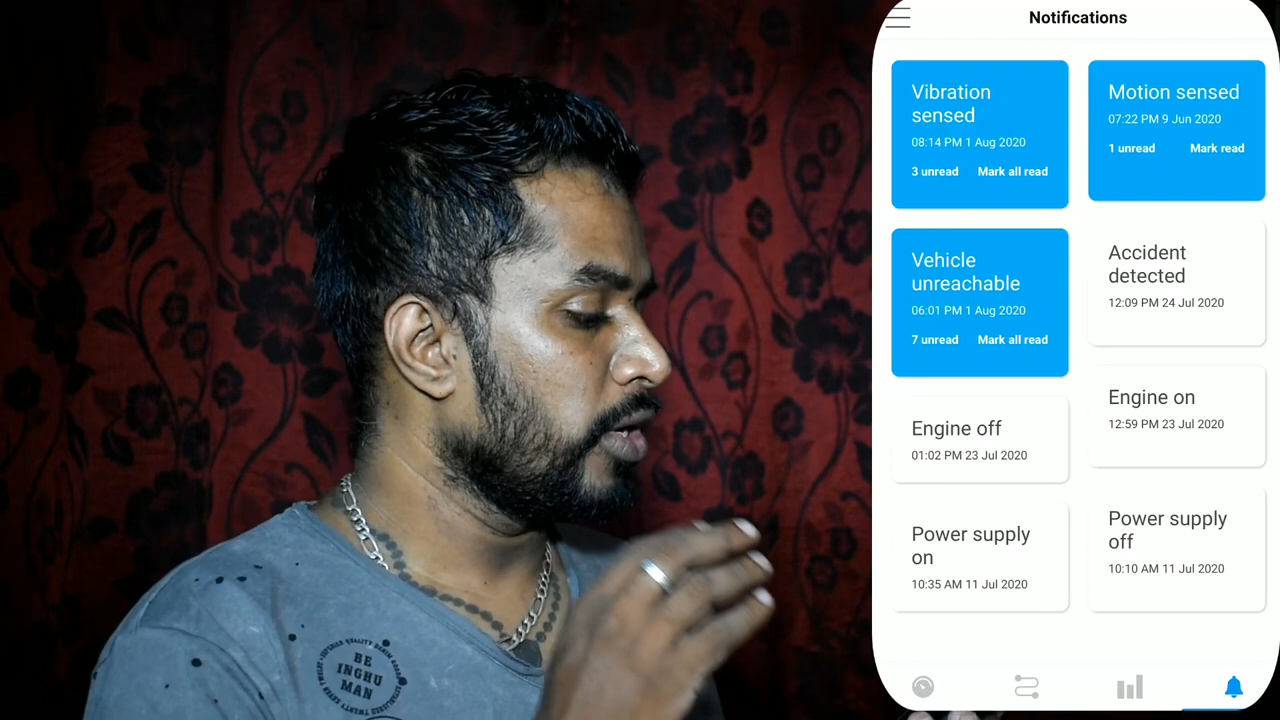 Notifications
Vibration
sensed
08:14 PM 1 Aug 2020
3 unread Mark all read
Motion sensed
07:22 PM 9 Jun 2020
1 unread Mark read
Vehicle
unreachable
06:01 PM 1 Aug 2020
7 unread Mark all read
Accident
detected
12:09 PM 24 Jul 2020
Engine off
01:02 PM 23 Jul 2020
Engine on
12:59 PM 23 Jul 2020
Power supply
on
10:35 AM 11 Jul 2020
Power supply
off
10:10 AM 11 Jul 2020
BE
INGHU
MAN